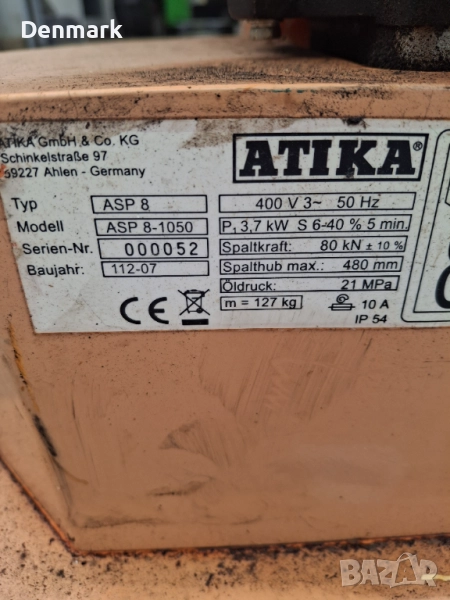 Denmark
ATIKA GmbH & Co. KG
Schinkelstraße 97
59227 Ahlen - Germany
ATIKA®
Typ ASP 8 400 V 3~ 50 Hz
Modell ASP 8-1050 P₁ 3,7 kW S 6-40 % 5 min.
Serien-Nr. 000052 Spaltkraft: 80 kN ± 10 %
Baujahr: 112-07 Spalthub max.: 480 mm
Öldruck: 21 MPa
CE m = 127 kg 10 A
IP 54
BAZAR